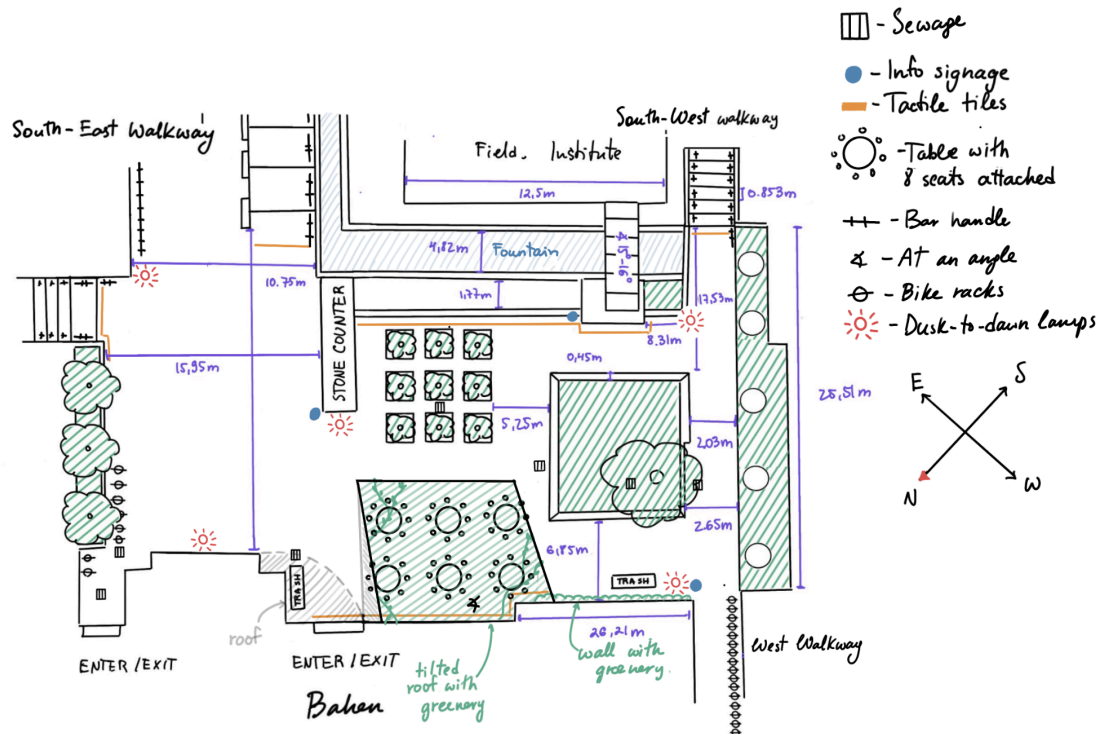 South-East Walkway
South-West walkway
Field. Institute
12,5m
0.853m
4,82m
Fountain
∡ 15°-16°
10.75m
1,77m
17.53m
8.31m
STONE COUNTER
15,95m
0,45m
5,25m
2.03m
25,51m
2.65m
6,85m
TRASH
TRASH
roof
26,21m
ENTER/EXIT
ENTER/EXIT
Bahen
tilted
roof with
greenery
wall with
greenery
West Walkway
- Sewage
- Info signage
- Tactile tiles
- Table with
8 seats attached
- Bar handle
- At an angle
- Bike racks
- Dusk-to-dawn lamps
E
S
N
W